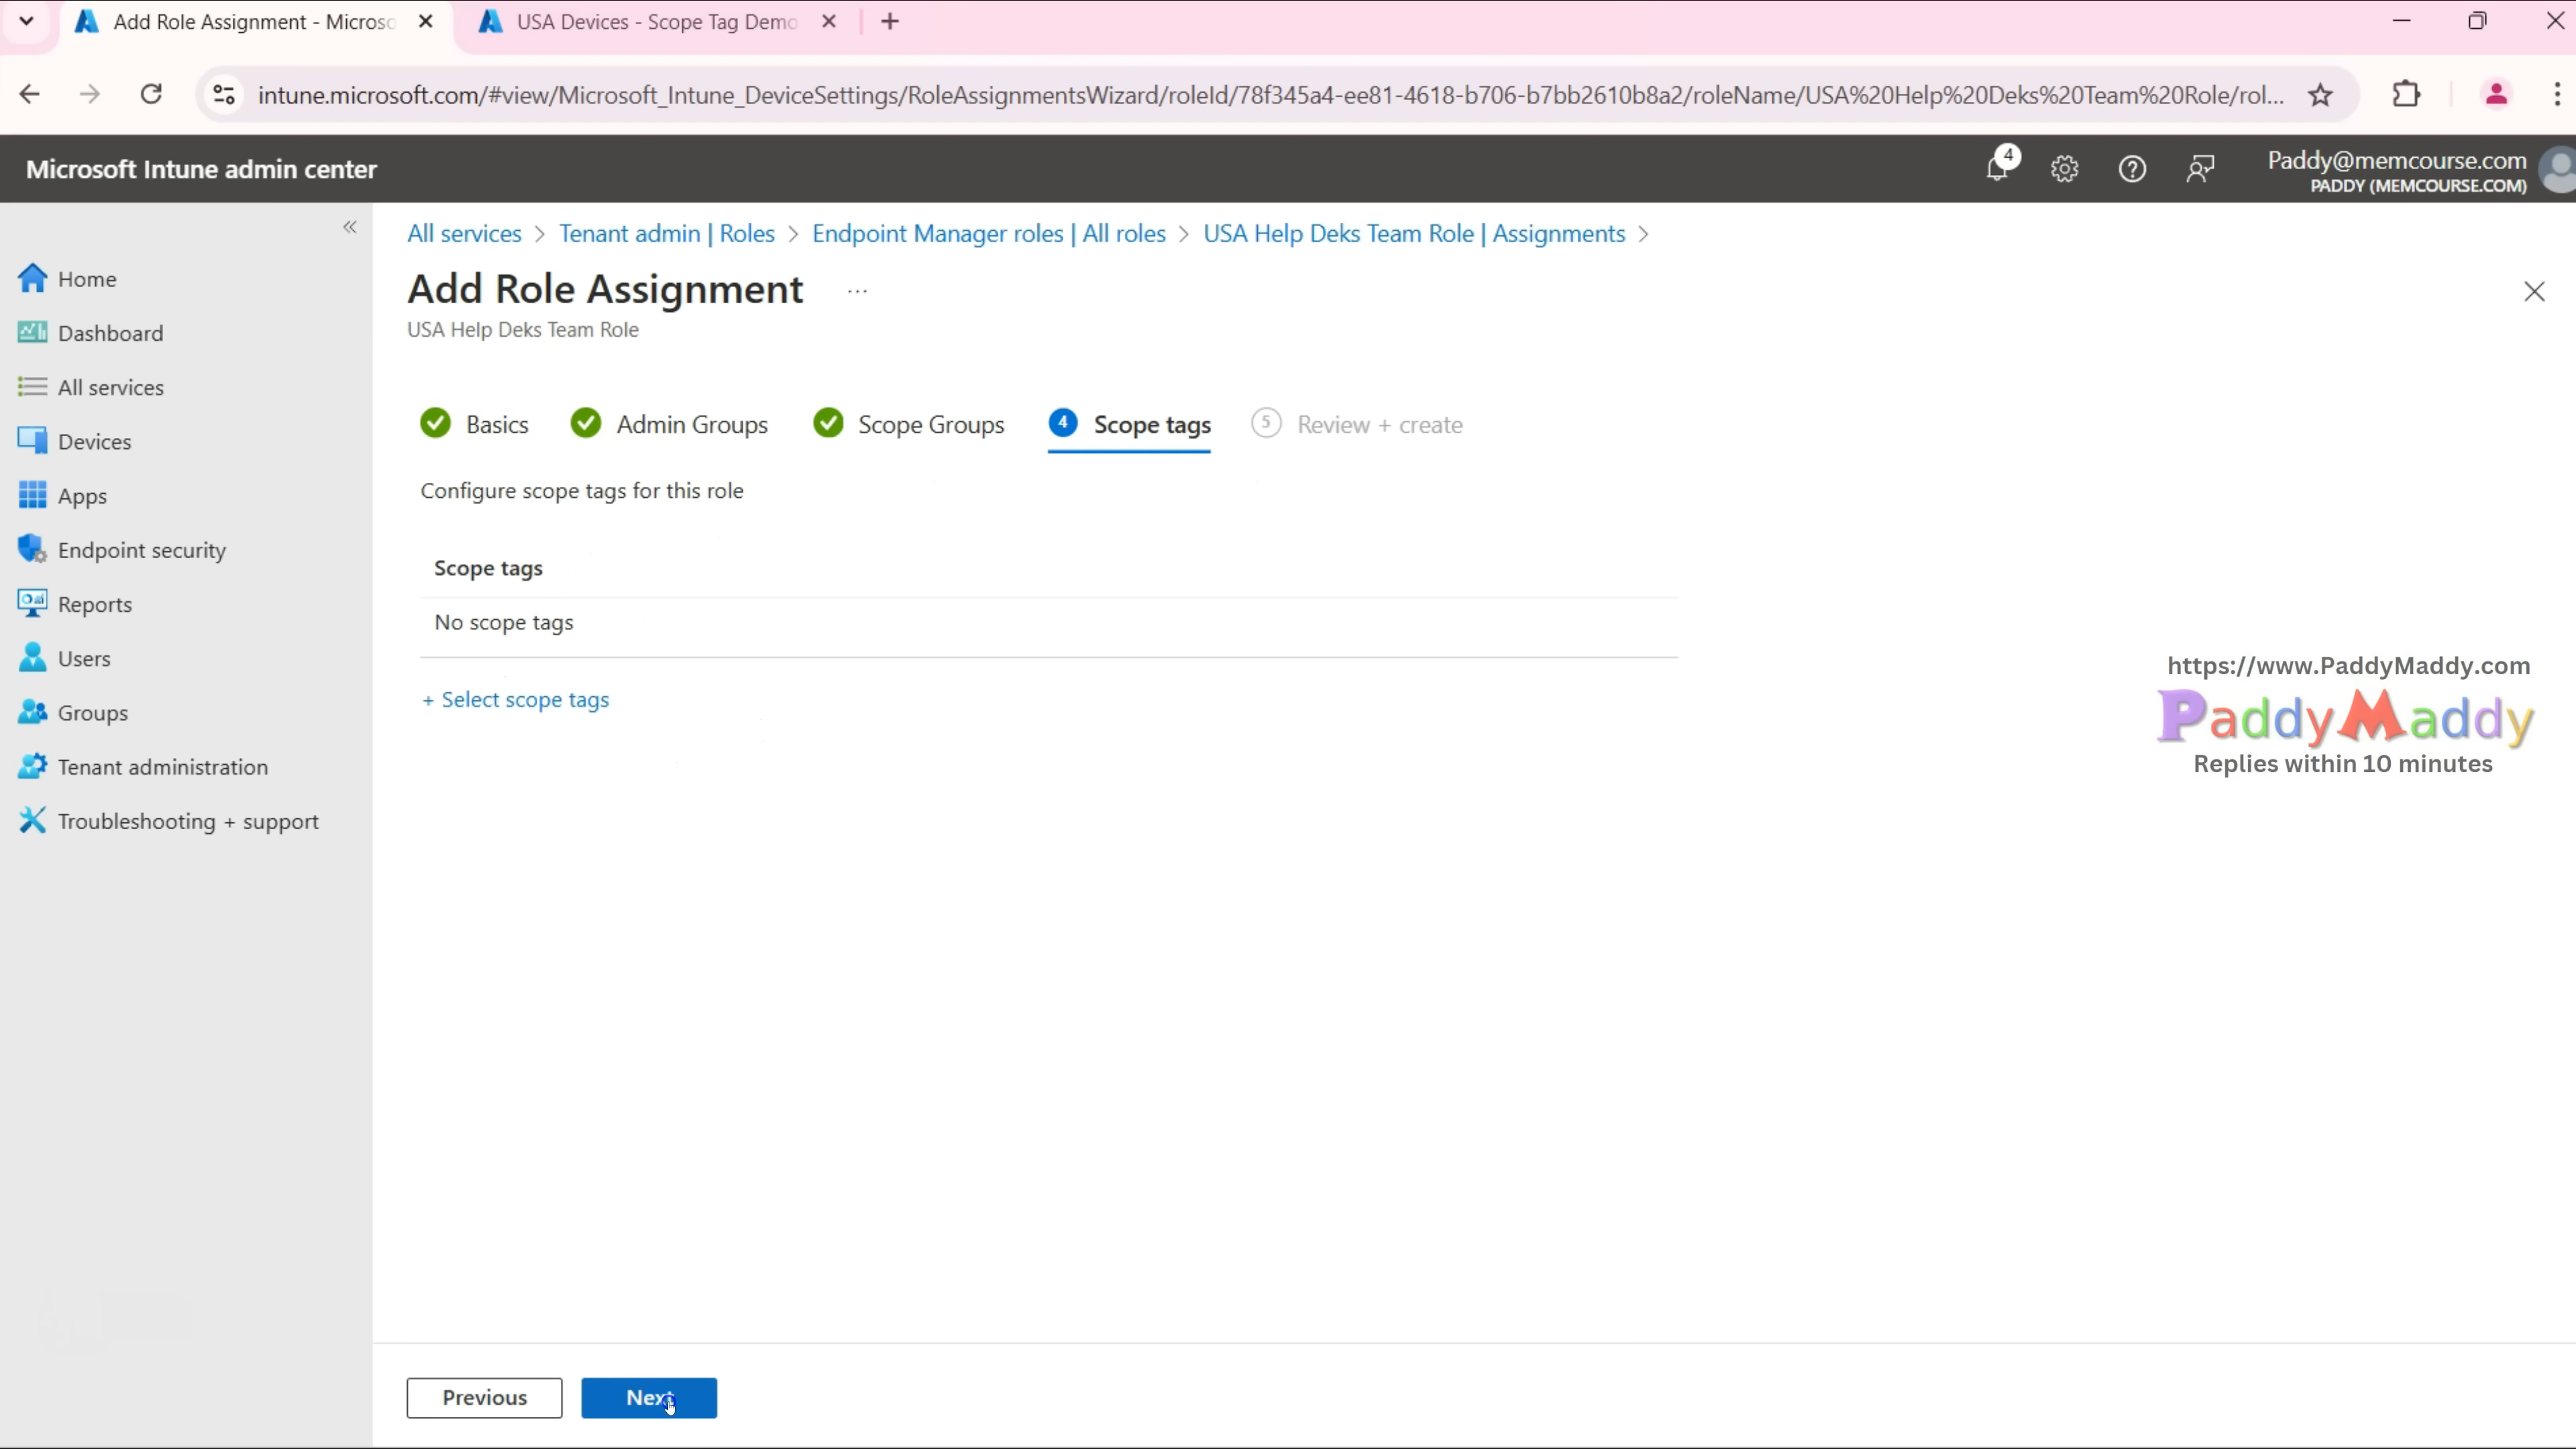 Add Role Assignment - Microso
USA Devices - Scope Tag Demo
intune.microsoft.com/#view/Microsoft_Intune_DeviceSettings/RoleAssignmentsWizard/roleId/78f345a4-ee81-4618-b706-b7bb2610b8a2/roleName/USA%20Help%20Deks%20Team%20Role/rol...
Microsoft Intune admin center
4
Paddy@memcourse.com
PADDY (MEMCOURSE.COM)
Home
Dashboard
All services
Devices
Apps
Endpoint security
Reports
Users
Groups
Tenant administration
Troubleshooting + support
All services > Tenant admin | Roles > Endpoint Manager roles | All roles > USA Help Deks Team Role | Assignments >
Add Role Assignment ...
USA Help Deks Team Role
Basics Admin Groups Scope Groups 4 Scope tags 5 Review + create
Configure scope tags for this role
Scope tags
No scope tags
+ Select scope tags
https://www.PaddyMaddy.com
PaddyMaddy
Replies within 10 minutes
Previous
Next